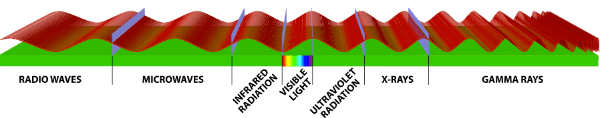 RADIO WAVES
MICROWAVES
INFRARED
RADIATION
VISIBLE
LIGHT
ULTRAVIOLET
RADIATION
X-RAYS
GAMMA RAYS